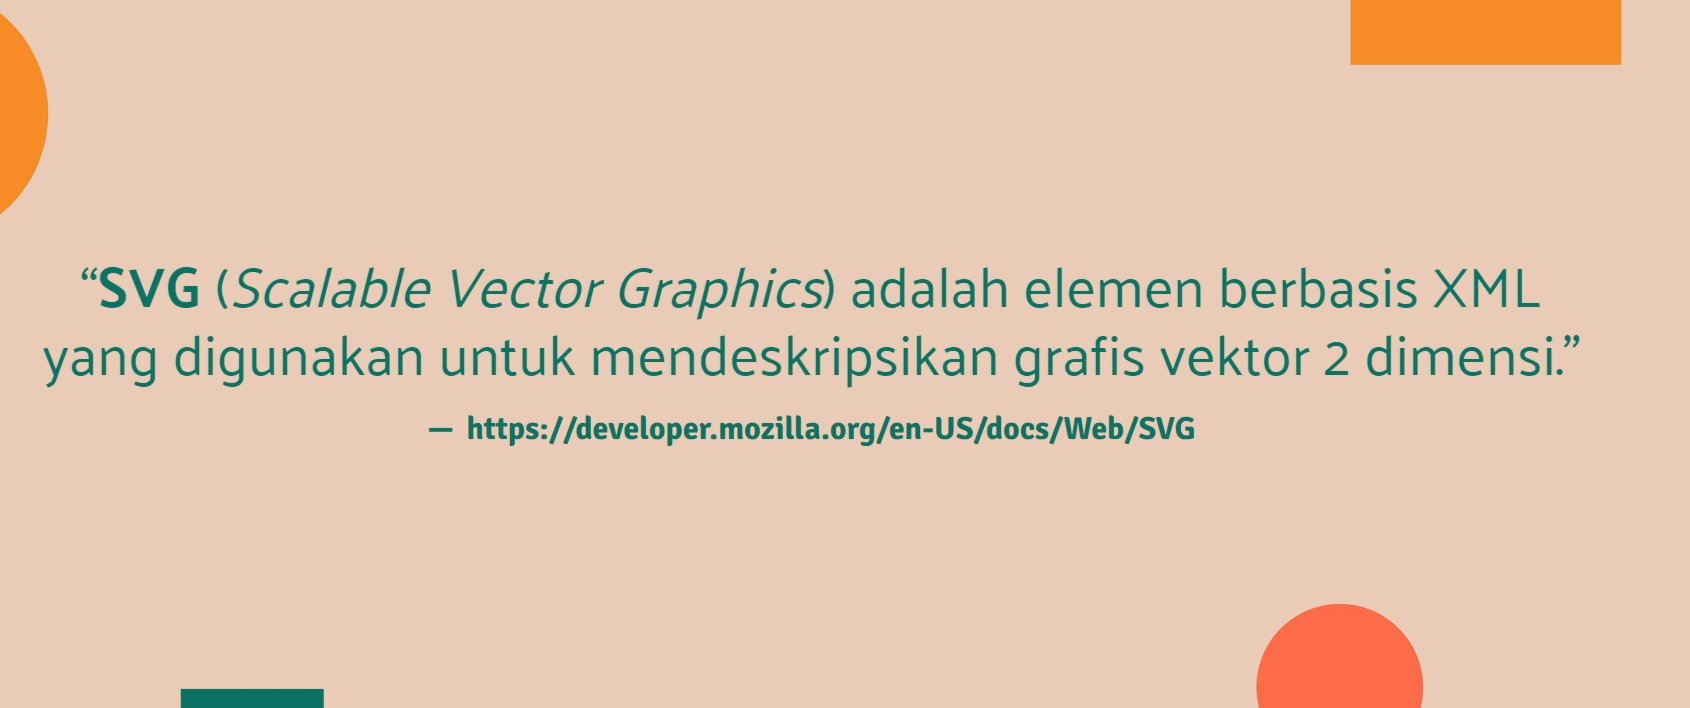 “SVG (Scalable Vector Graphics) adalah elemen berbasis XML
yang digunakan untuk mendeskripsikan grafis vektor 2 dimensi.”
— https://developer.mozilla.org/en-US/docs/Web/SVG